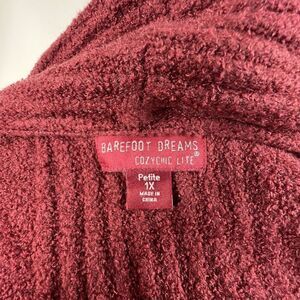 BAREFOOT DREAMS
COZYCHIC LITE®
Petite
1X
MADE IN
CHINA